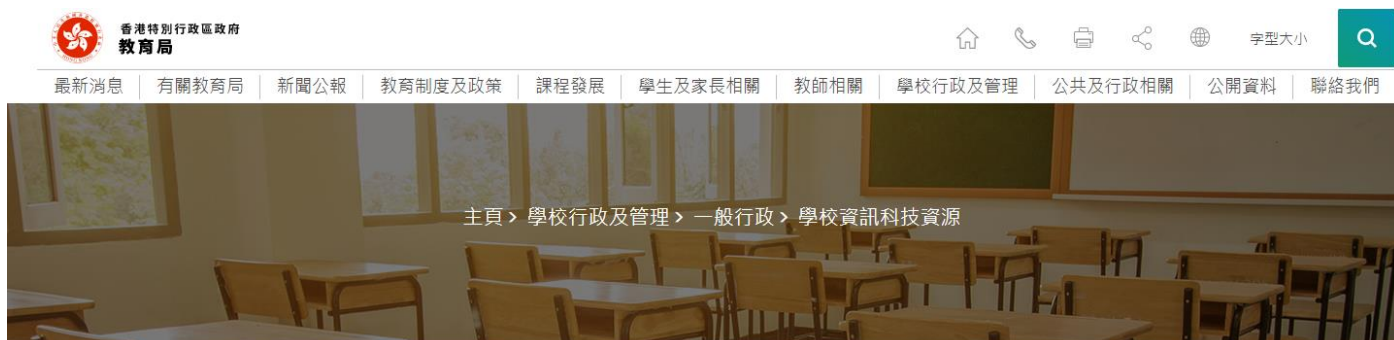 香港特別行政區政府
教育局
字型大小
最新消息 有關教育局 新聞公報 教育制度及政策 課程發展 學生及家長相關 教師相關 學校行政及管理 公共及行政相關 公開資料 聯絡我們
主頁 > 學校行政及管理 > 一般行政 > 學校資訊科技資源